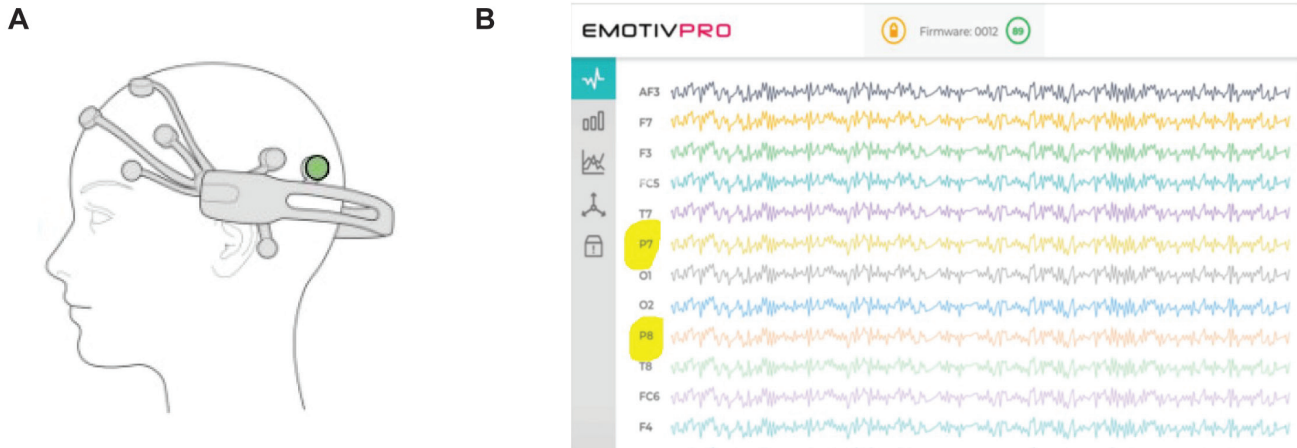 A
B
EMOTIVPRO
Firmware: 0012
89
AF3
F7
F3
FC5
T7
P7
O1
O2
P8
T8
FC6
F4